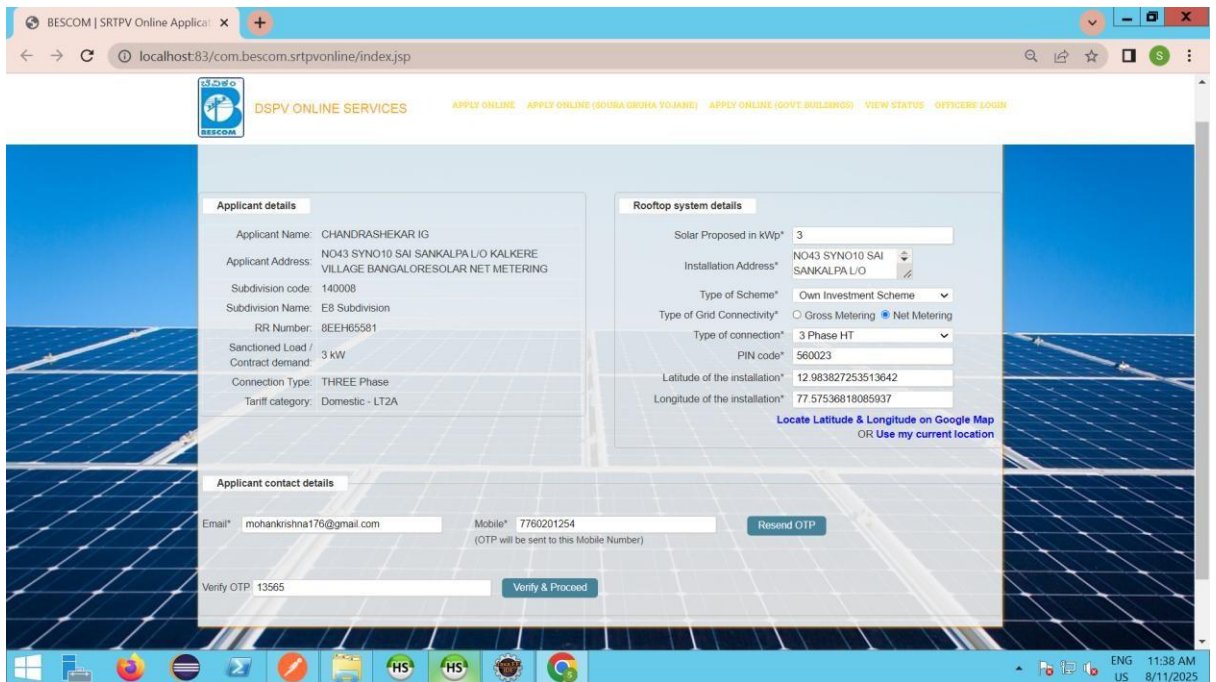 BESCOM | SRTPV Online Applicat
localhost:83/com.bescom.srtpvonline/index.jsp
S
ಬೆವಿಕಂ
BESCOM
DSPV ONLINE SERVICES
APPLY ONLINE APPLY ONLINE (SOURA GRUHA YOJANE) APPLY ONLINE (GOVT. BUILDINGS) VIEW STATUS OFFICERS LOGIN
Applicant details
Applicant Name: CHANDRASHEKAR IG
Applicant Address: NO43 SYNO10 SAI SANKALPA L/O KALKERE
VILLAGE BANGALORESOLAR NET METERING
Subdivision code: 140008
Subdivision Name: E8 Subdivision
RR Number: 8EEH65581
Sanctioned Load /
Contract demand: 3 kW
Connection Type: THREE Phase
Tariff category: Domestic - LT2A
Rooftop system details
Solar Proposed in kWp* 3
Installation Address* NO43 SYNO10 SAI
SANKALPA L/O
Type of Scheme* Own Investment Scheme
Type of Grid Connectivity* Gross Metering Net Metering
Type of connection* 3 Phase HT
PIN code* 560023
Latitude of the installation* 12.983827253513642
Longitude of the installation* 77.57536818085937
Locate Latitude & Longitude on Google Map
OR Use my current location
Applicant contact details
Email* mohankrishna176@gmail.com Mobile* 7760201254 Resend OTP
(OTP will be sent to this Mobile Number)
Verify OTP 13565 Verify & Proceed
HS HS
ENG 11:38 AM
US 8/11/2025